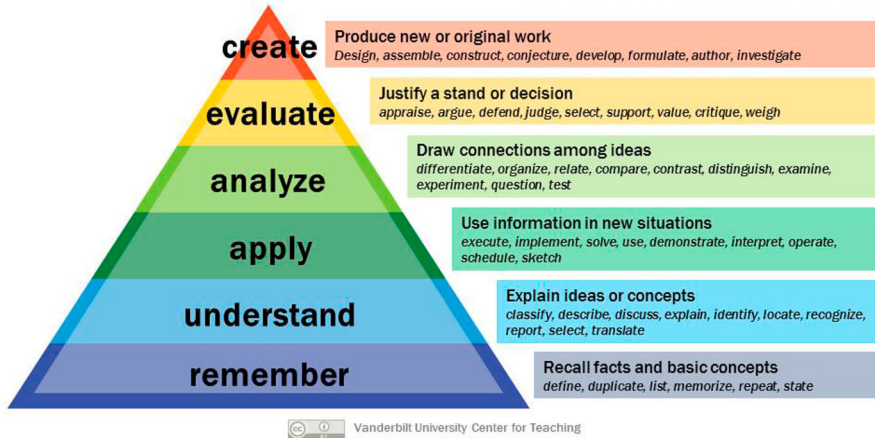 create
Produce new or original work
Design, assemble, construct, conjecture, develop, formulate, author, investigate
evaluate
Justify a stand or decision
appraise, argue, defend, judge, select, support, value, critique, weigh
analyze
Draw connections among ideas
differentiate, organize, relate, compare, contrast, distinguish, examine,
experiment, question, test
apply
Use information in new situations
execute, implement, solve, use, demonstrate, interpret, operate,
schedule, sketch
understand
Explain ideas or concepts
classify, describe, discuss, explain, identify, locate, recognize,
report, select, translate
remember
Recall facts and basic concepts
define, duplicate, list, memorize, repeat, state
cc
Vanderbilt University Center for Teaching